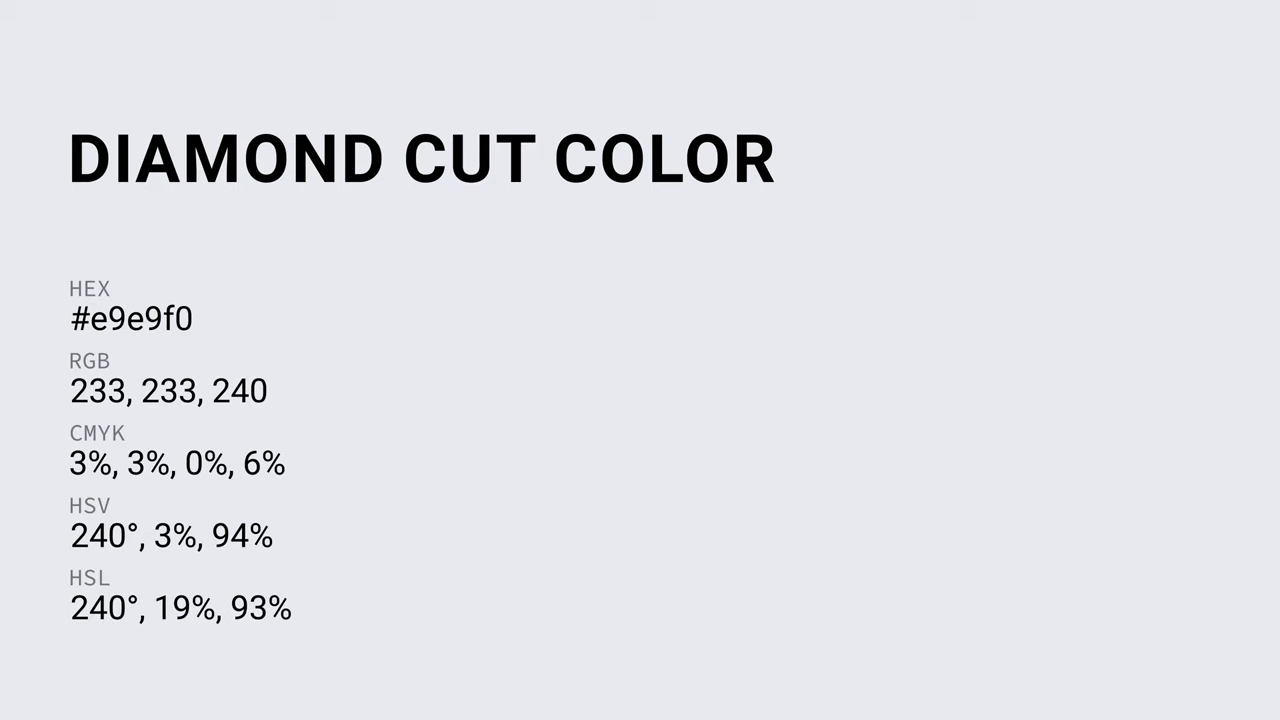 DIAMOND CUT COLOR
HEX
#e9e9f0
RGB
233, 233, 240
CMYK
3%, 3%, 0%, 6%
HSV
240°, 3%, 94%
HSL
240°, 19%, 93%